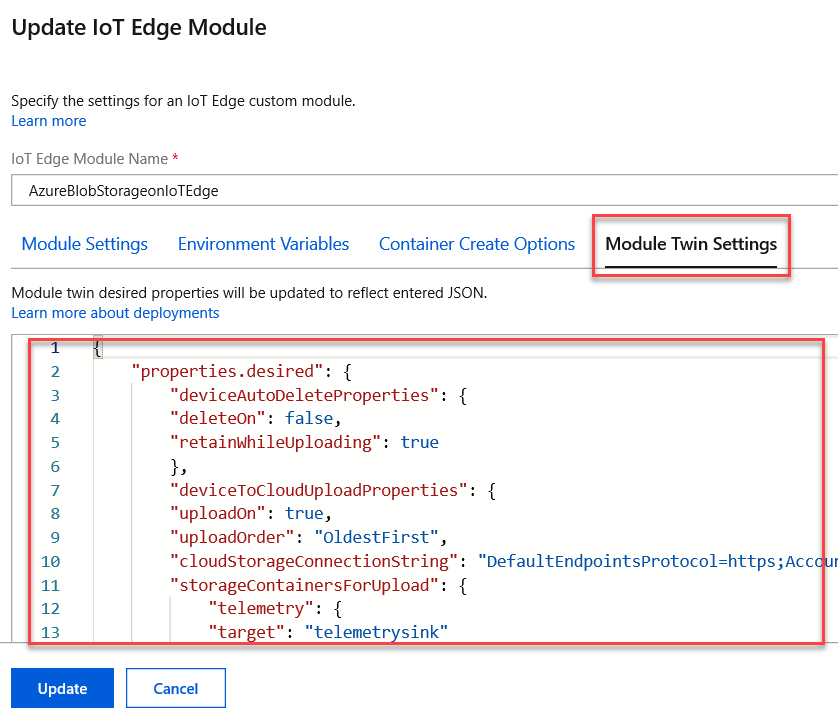 Update IoT Edge Module
Specify the settings for an IoT Edge custom module.
Learn more
IoT Edge Module Name *
AzureBlobStorageonIoTEdge
Module Settings Environment Variables Container Create Options Module Twin Settings
Module twin desired properties will be updated to reflect entered JSON.
Learn more about deployments
1 {
2 "properties.desired": {
3 "deviceAutoDeleteProperties": {
4 "deleteOn": false,
5 "retainWhileUploading": true
6 },
7 "deviceToCloudUploadProperties": {
8 "uploadOn": true,
9 "uploadOrder": "OldestFirst",
10 "cloudStorageConnectionString": "DefaultEndpointsProtocol=https;Accoun
11 "storageContainersForUpload": {
12 "telemetry": {
13 "target": "telemetrysink"
Update Cancel